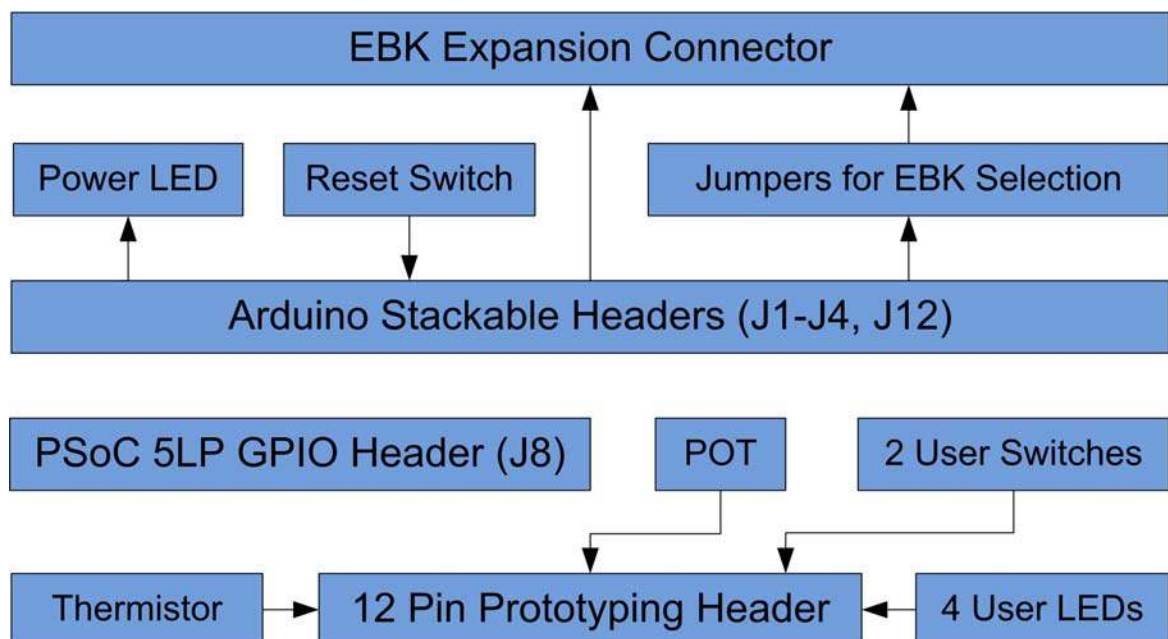 EBK Expansion Connector
Power LED
Reset Switch
Jumpers for EBK Selection
Arduino Stackable Headers (J1-J4, J12)
PSoC 5LP GPIO Header (J8)
POT
2 User Switches
Thermistor
12 Pin Prototyping Header
4 User LEDs